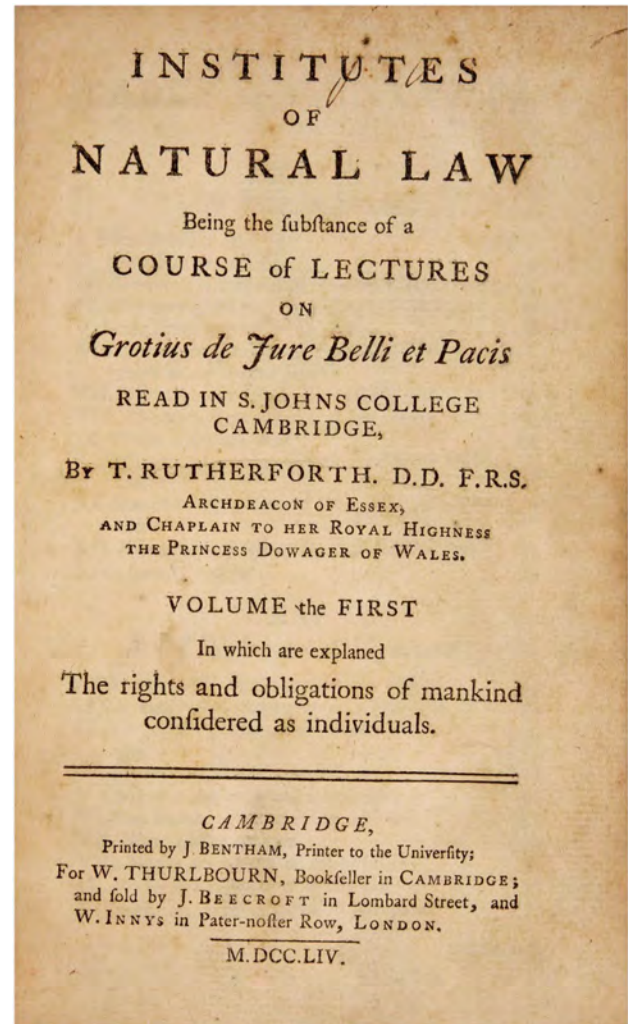 INSTITUTES
OF
NATURAL LAW
Being the ſubſtance of a
COURSE of LECTURES
ON
Grotius de Jure Belli et Pacis
READ IN S. JOHNS COLLEGE
CAMBRIDGE,
By T. RUTHERFORTH. D.D. F.R.S.
ARCHDEACON OF ESSEX,
AND CHAPLAIN TO HER ROYAL HIGHNESS
THE PRINCESS DOWAGER OF WALES.
VOLUME the FIRST
In which are explaned
The rights and obligations of mankind
conſidered as individuals.
CAMBRIDGE,
Printed by J. BENTHAM, Printer to the Univerſity;
For W. THURLBOURN, Bookſeller in CAMBRIDGE;
and ſold by J. BEECROFT in Lombard Street, and
W. INNYS in Pater-noſter Row, LONDON.
M.DCC.LIV.